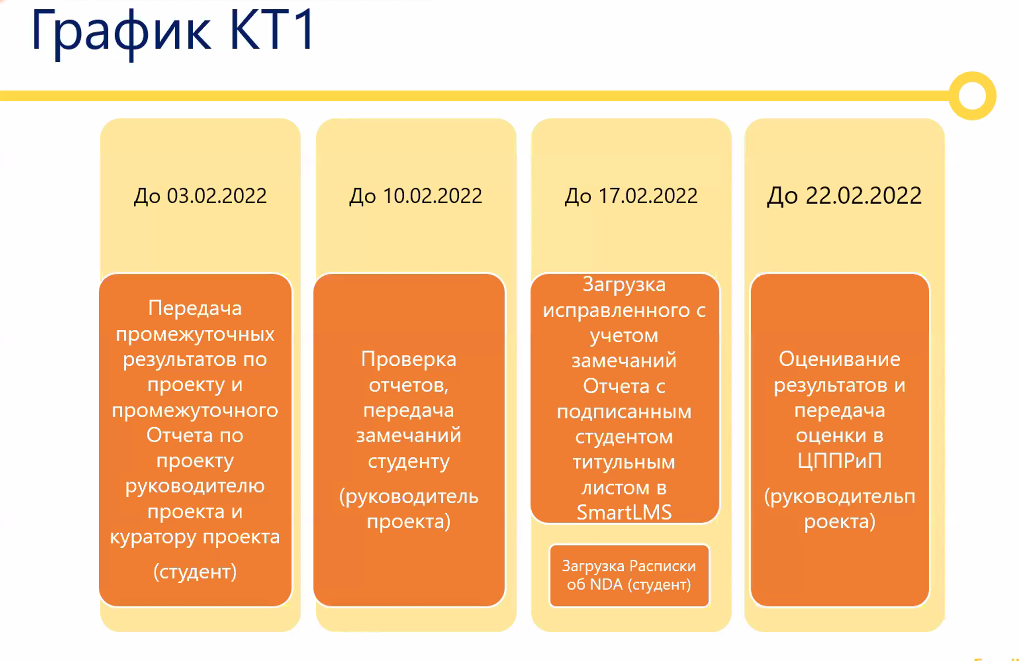 График КТ1
До 03.02.2022
Передача
промежуточных
результатов по
проекту и
промежуточного
Отчета по
проекту
руководителю
проекта и
куратору проекта
(студент)
До 10.02.2022
Проверка
отчетов,
передача
замечаний
студенту
(руководитель
проекта)
До 17.02.2022
Загрузка
исправленного с
учетом
замечаний
Отчета с
подписанным
студентом
титульным
листом в
SmartLMS
Загрузка Расписки
об NDA (студент)
До 22.02.2022
Оценивание
результатов и
передача
оценки в
ЦППРиП
(руководительп
роекта)